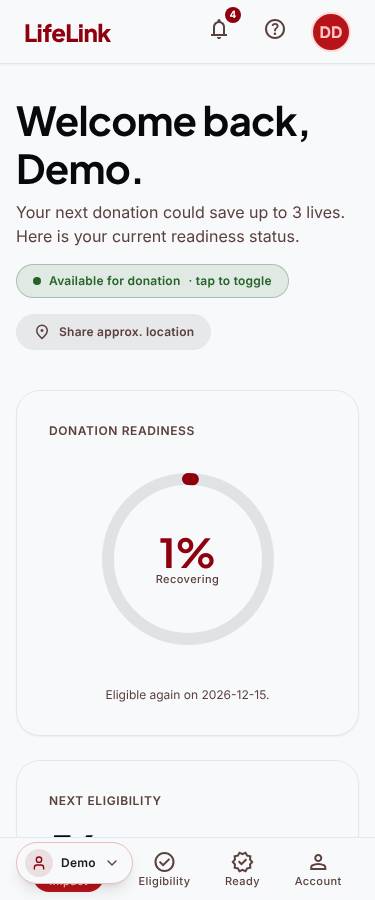 LifeLink
4
DD
Welcome back,
Demo.
Your next donation could save up to 3 lives.
Here is your current readiness status.
Available for donation · tap to toggle
Share approx. location
DONATION READINESS
1%
Recovering
Eligible again on 2026-12-15.
NEXT ELIGIBILITY
Demo
Eligibility
Ready
Account